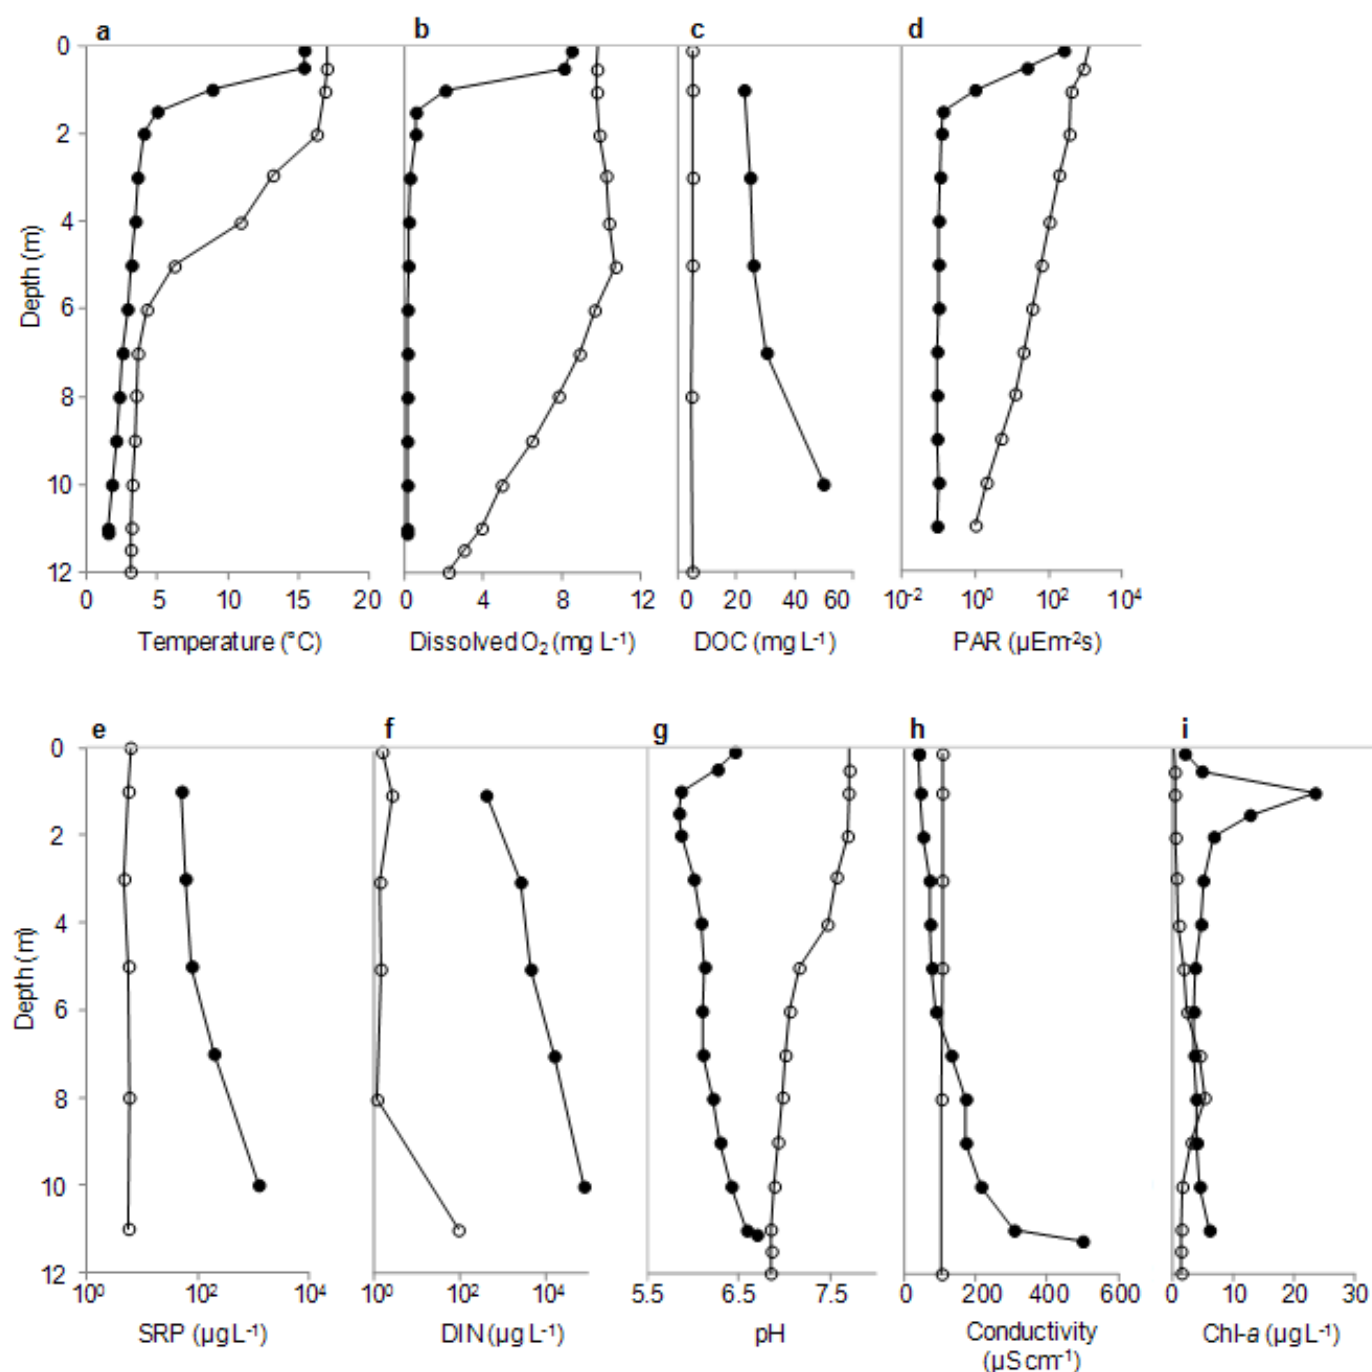 a b c d
0
2
4
6
8
10
12
Depth (m)
0 5 10 15 20 0 4 8 12 0 20 40 60 10-2 100 102 104
Temperature (°C) Dissolved O2 (mg L-1) DOC (mg L-1) PAR (µEm-2s)
e f g h i
0
2
4
6
8
10
12
Depth (m)
100 102 104 100 102 104 5.5 6.5 7.5 0 200 400 600 0 10 20 30
SRP (µg L-1) DIN (µg L-1) pH Conductivity Chl-a (µg L-1)
(µS cm-1)